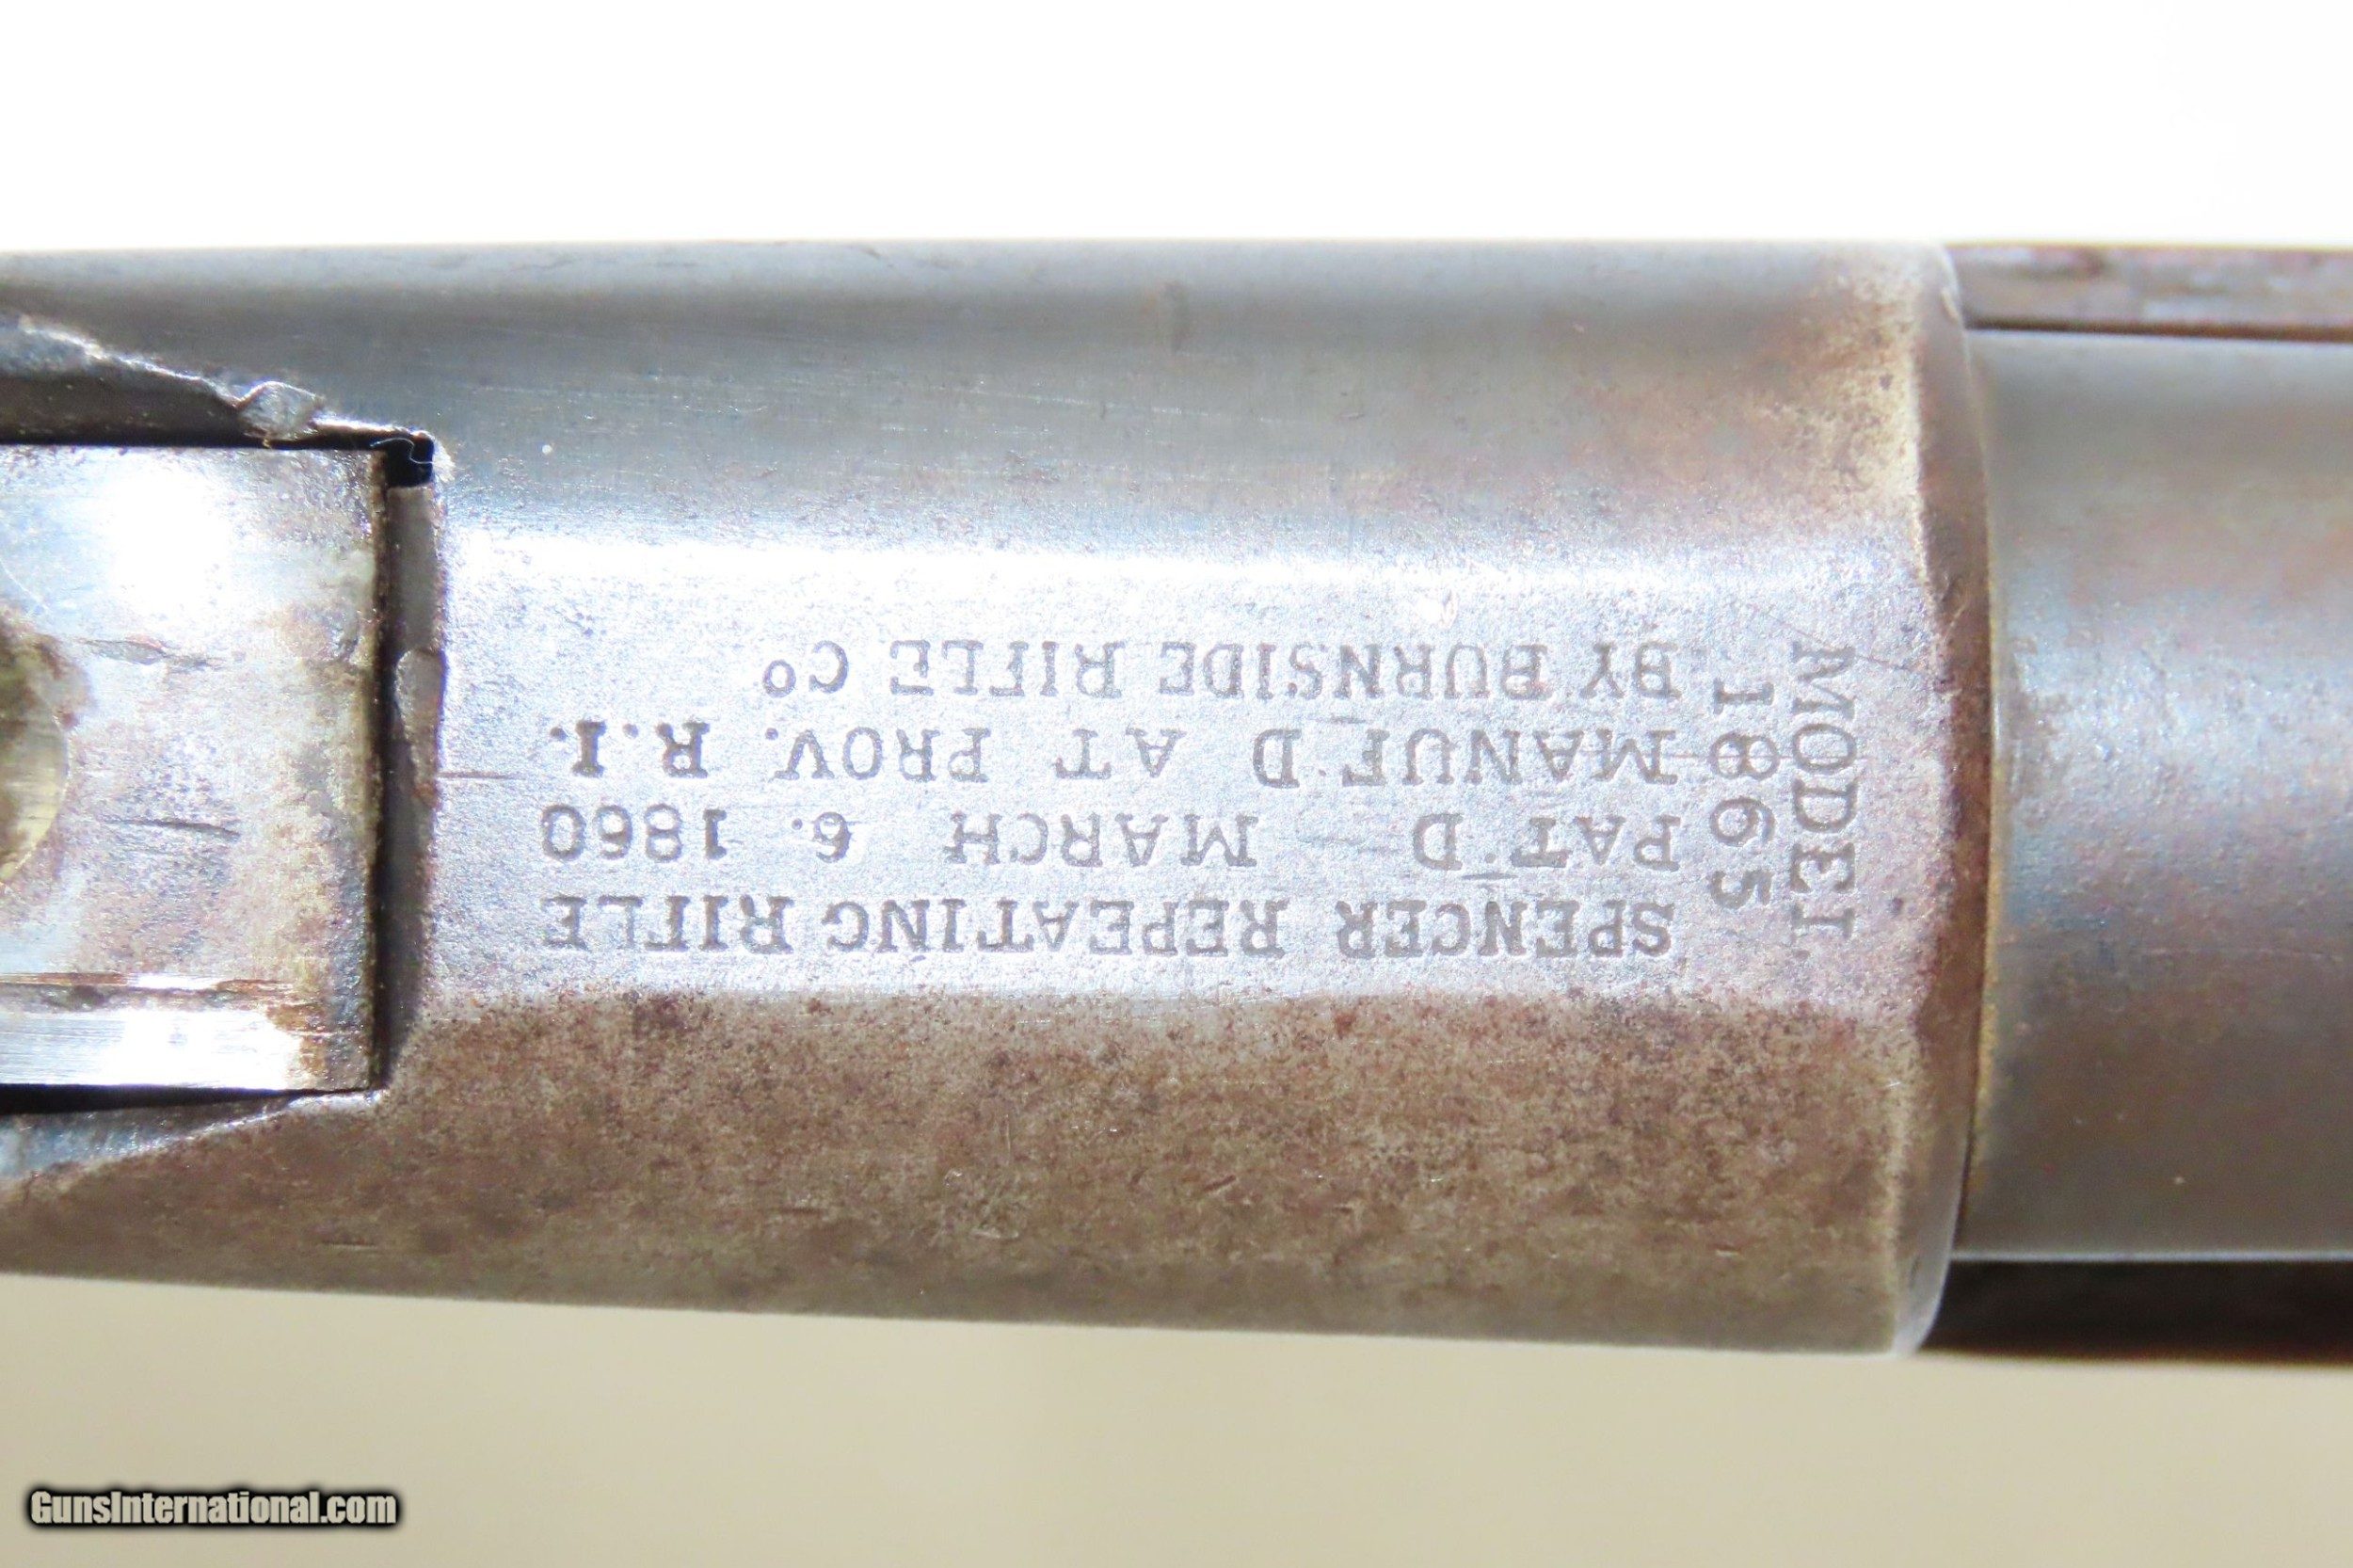 SPENCER REPEATING RIFLE
PAT'D MARCH 6. 1860
MANUF'D AT PROV. R.I.
BY BURNSIDE RIFLE Co
MODEL
1865
GunsInternational.com